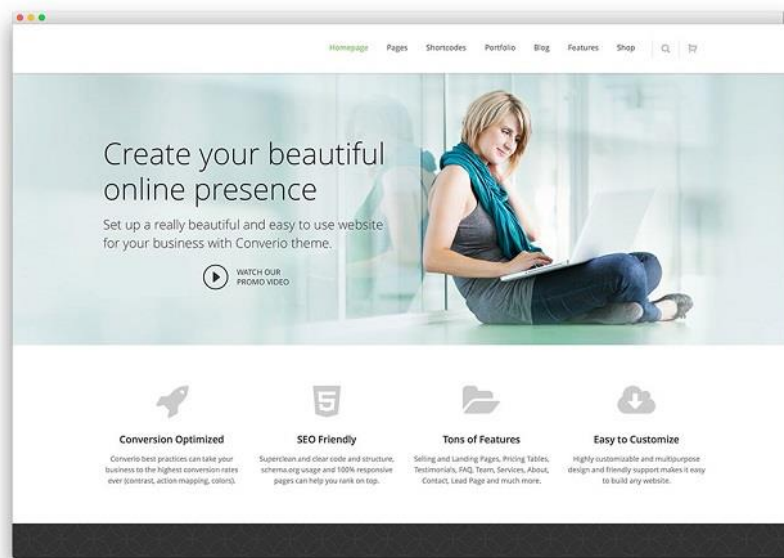 Homepage Pages Shortcodes Portfolio Blog Features Shop
Create your beautiful
online presence
Set up a really beautiful and easy to use website
for your business with Converio theme.
WATCH OUR
PROMO VIDEO
5
Conversion Optimized
Converio best practices can take your
business to the highest conversion rates
ever (contrast, action mapping, colors).
SEO Friendly
Superclean and clear code and structure,
schema.org usage and 100% responsive
pages can help you rank on top.
Tons of Features
Selling and Landing Pages, Pricing Tables,
Testimonials, FAQ, Team, Services, About,
Contact, Lead Page and much more.
Easy to Customize
Highly customizable and multipurpose
design and friendly support makes it easy
to build any website.